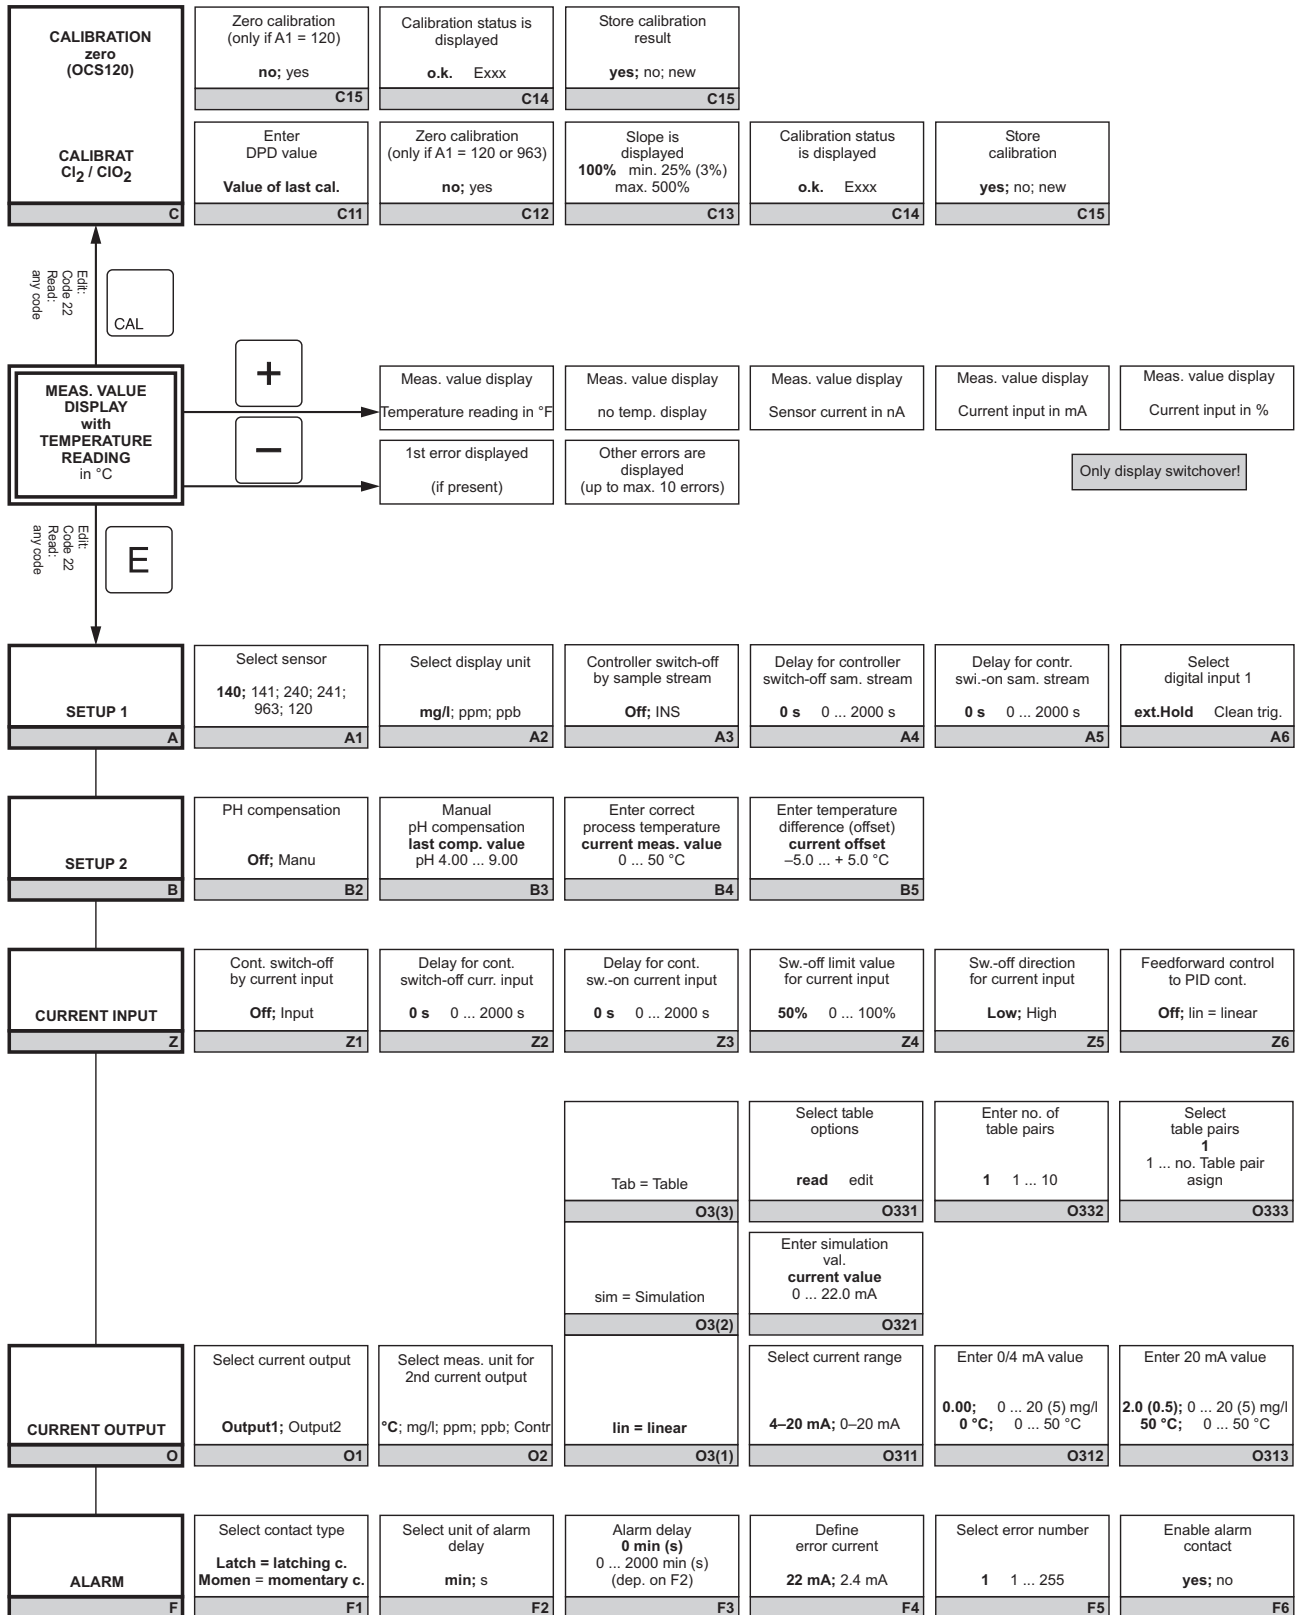 CALIBRATION
zero
(OCS120)
Zero calibration
(only if A1 = 120)
no; yes
C15
Calibration status is
displayed
o.k. Exxx
C14
Store calibration
result
yes; no; new
C15
CALIBRAT
Cl2 / ClO2
C
Enter
DPD value
Value of last cal.
C11
Zero calibration
(only if A1 = 120 or 963)
no; yes
C12
Slope is
displayed
100% min. 25% (3%)
max. 500%
C13
Calibration status
is displayed
o.k. Exxx
C14
Store
calibration
yes; no; new
C15
Edit:
Code 22
Read:
any code
CAL
MEAS. VALUE
DISPLAY
with
TEMPERATURE
READING
in °C
+
−
Meas. value display
Temperature reading in °F
Meas. value display
no temp. display
Meas. value display
Sensor current in nA
Meas. value display
Current input in mA
Meas. value display
Current input in %
1st error displayed
(if present)
Other errors are
displayed
(up to max. 10 errors)
Only display switchover!
Edit:
Code 22
Read:
any code
E
SETUP 1
A
Select sensor
140; 141; 240; 241;
963; 120
A1
Select display unit
mg/l; ppm; ppb
A2
Controller switch-off
by sample stream
Off; INS
A3
Delay for controller
switch-off sam. stream
0 s 0 ... 2000 s
A4
Delay for contr.
swi.-on sam. stream
0 s 0 ... 2000 s
A5
Select
digital input 1
ext.Hold Clean trig.
A6
SETUP 2
B
PH compensation
Off; Manu
B2
Manual
pH compensation
last comp. value
pH 4.00 ... 9.00
B3
Enter correct
process temperature
current meas. value
0 ... 50 °C
B4
Enter temperature
difference (offset)
current offset
–5.0 ... + 5.0 °C
B5
CURRENT INPUT
Z
Cont. switch-off
by current input
Off; Input
Z1
Delay for cont.
switch-off curr. input
0 s 0 ... 2000 s
Z2
Delay for cont.
sw.-on current input
0 s 0 ... 2000 s
Z3
Sw.-off limit value
for current input
50% 0 ... 100%
Z4
Sw.-off direction
for current input
Low; High
Z5
Feedforward control
to PID cont.
Off; lin = linear
Z6
Tab = Table
O3(3)
Select table
options
read edit
O331
Enter no. of
table pairs
1 1 ... 10
O332
Select
table pairs
1
1 ... no. Table pair
asign
O333
sim = Simulation
O3(2)
Enter simulation
val.
current value
0 ... 22.0 mA
O321
CURRENT OUTPUT
O
Select current output
Output1; Output2
O1
Select meas. unit for
2nd current output
°C; mg/l; ppm; ppb; Contr
O2
lin = linear
O3(1)
Select current range
4–20 mA; 0–20 mA
O311
Enter 0/4 mA value
0.00; 0 ... 20 (5) mg/l
0 °C; 0 ... 50 °C
O312
Enter 20 mA value
2.0 (0.5); 0 ... 20 (5) mg/l
50 °C; 0 ... 50 °C
O313
ALARM
F
Select contact type
Latch = latching c.
Momen = momentary c.
F1
Select unit of alarm
delay
min; s
F2
Alarm delay
0 min (s)
0 ... 2000 min (s)
(dep. on F2)
F3
Define
error current
22 mA; 2.4 mA
F4
Select error number
1 1 ... 255
F5
Enable alarm
contact
yes; no
F6